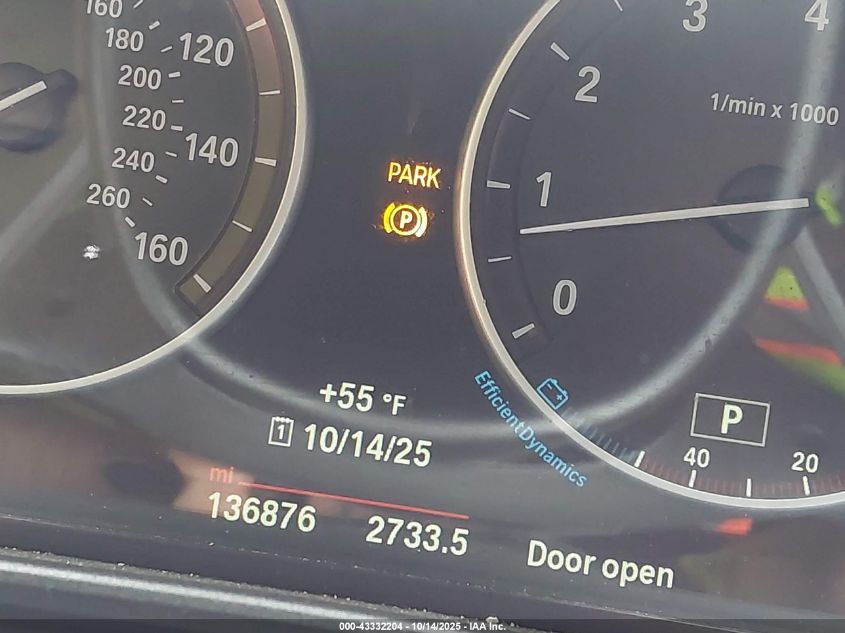 160
180
200
220
240
260
120
140
160
PARK
P
3
4
2
1/min x 1000
1
0
+55 °F
1 10/14/25
EfficientDynamics
P
40
20
mi
136876 2733.5
Door open
000-43332204 - 10/14/2025 - IAA Inc.